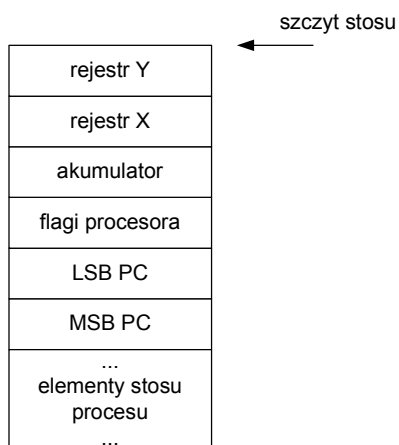 szczyt stosu
rejestr Y
rejestr X
akumulator
flagi procesora
LSB PC
MSB PC
...
elementy stosu
procesu
...